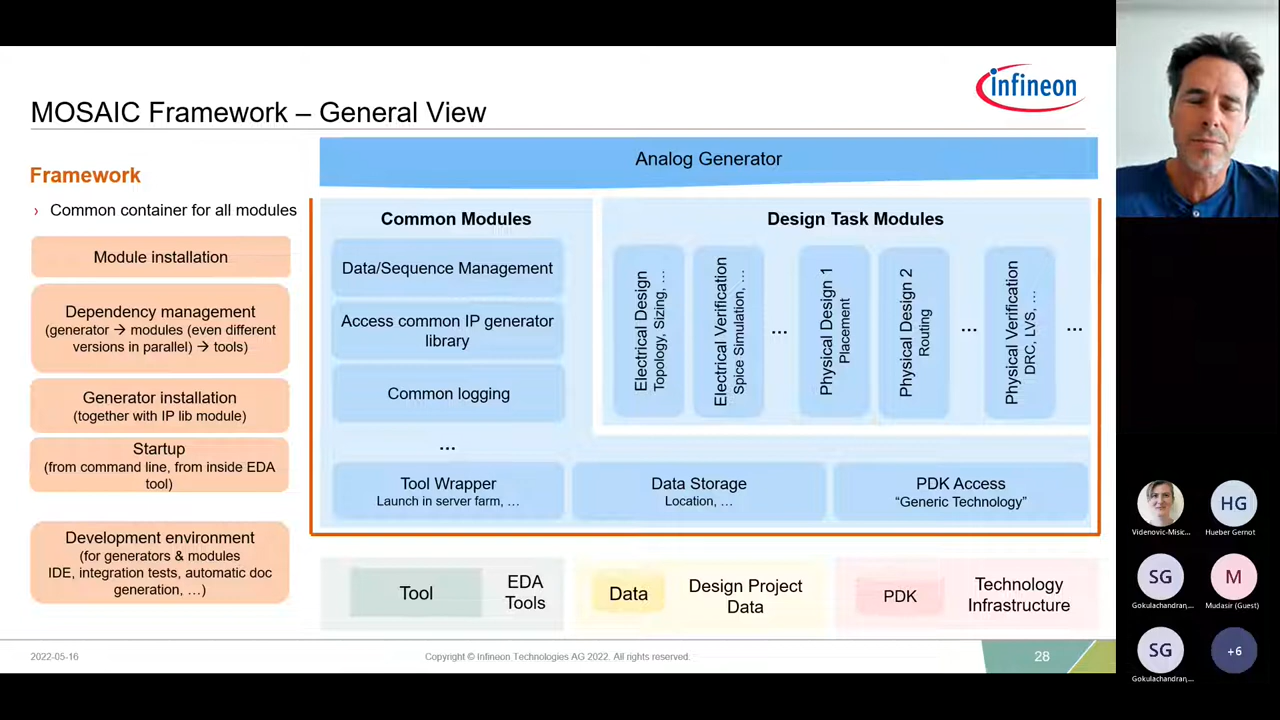 infineon
MOSAIC Framework – General View
Framework
› Common container for all modules
Module installation
Dependency management
(generator → modules (even different
versions in parallel) → tools)
Generator installation
(together with IP lib module)
Startup
(from command line, from inside EDA
tool)
Development environment
(for generators & modules
IDE, integration tests, automatic doc
generation, …)
Analog Generator
Common Modules
Data/Sequence Management
Access common IP generator
library
Common logging
…
Design Task Modules
Electrical Design
Topology, Sizing, …
Electrical Verification
Spice Simulation, …
…
Physical Design 1
Placement
Physical Design 2
Routing
…
Physical Verification
DRC, LVS, …
…
Tool Wrapper
Launch in server farm, …
Data Storage
Location, …
PDK Access
“Generic Technology”
Tool
EDA
Tools
Data
Design Project
Data
PDK
Technology
Infrastructure
2022-05-16
Copyright © Infineon Technologies AG 2022. All rights reserved.
28
Videnovic-Misic...
HG
Hueber Gernot
SG
Gokulachandran,...
M
Mudasir (Guest)
SG
Gokulachandran,...
+6